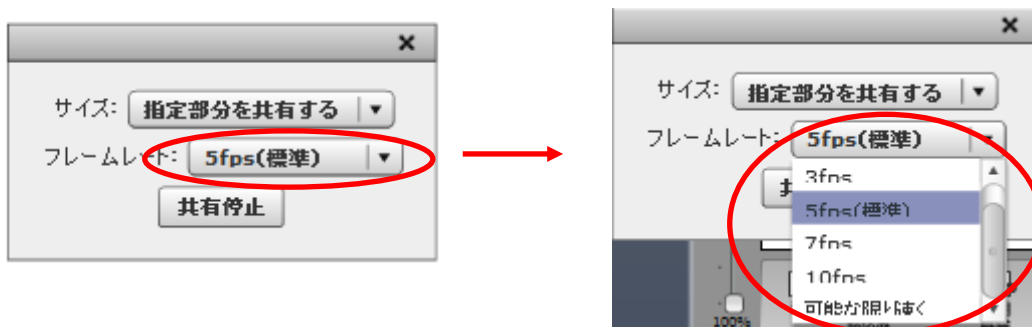 ×
サイズ: 指定部分を共有する
フレームレート: 5fps(標準)
共有停止
×
サイズ: 指定部分を共有する
フレームレート: 5fps(標準)
3fps
5fps(標準)
7fps
10fps
可能な限り速く
100%